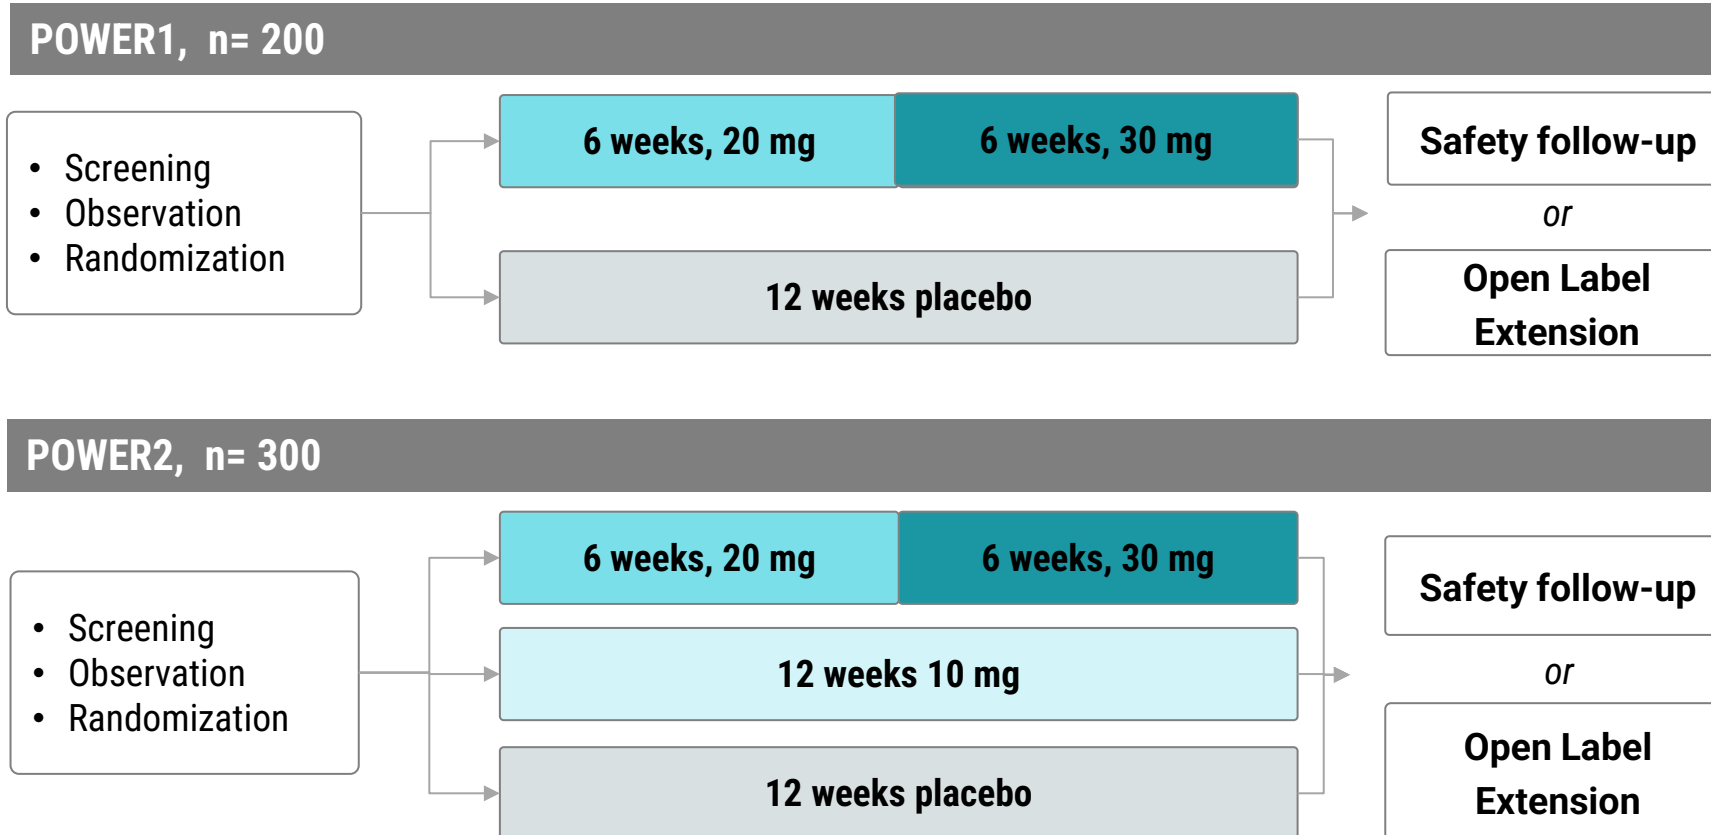 POWER1, n= 200
• Screening
• Observation
• Randomization
6 weeks, 20 mg
6 weeks, 30 mg
12 weeks placebo
Safety follow-up
or
Open Label
Extension
POWER2, n= 300
• Screening
• Observation
• Randomization
6 weeks, 20 mg
6 weeks, 30 mg
12 weeks 10 mg
12 weeks placebo
Safety follow-up
or
Open Label
Extension